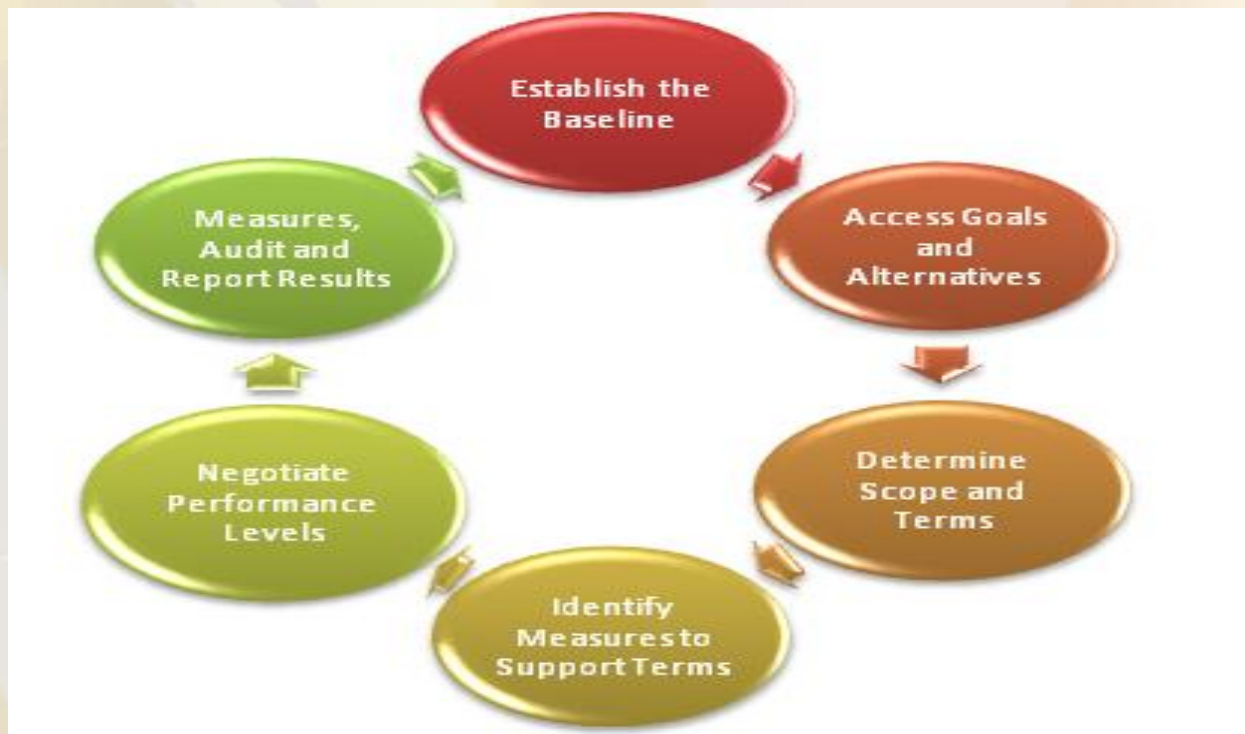 Establish the
Baseline
Access Goals
and
Alternatives
Determine
Scope and
Terms
Identify
Measures to
Support Terms
Negotiate
Performance
Levels
Measures,
Audit and
Report Results